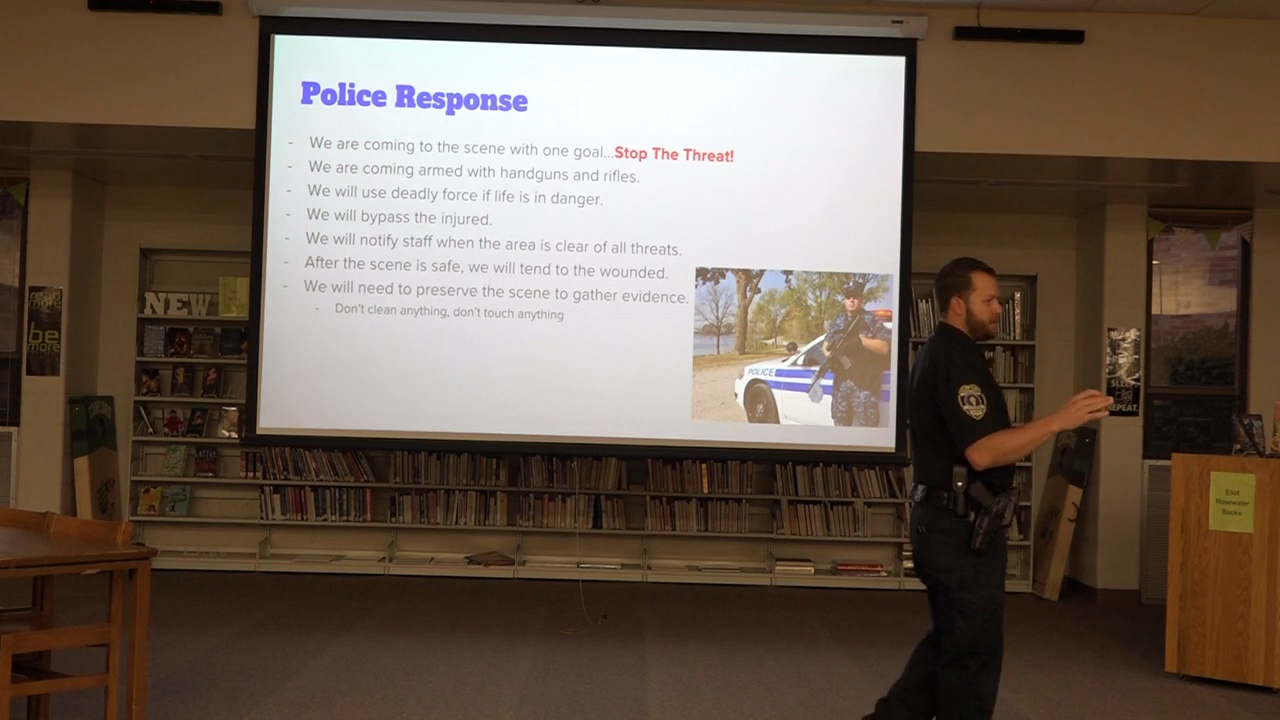 Police Response
- We are coming to the scene with one goal...Stop The Threat!
- We are coming armed with handguns and rifles.
- We will use deadly force if life is in danger.
- We will bypass the injured.
- We will notify staff when the area is clear of all threats.
- After the scene is safe, we will tend to the wounded.
- We will need to preserve the scene to gather evidence.
- Don't clean anything, don't touch anything
POLICE
NEW
be
more
REPEAT.
Eliot
Rosewater
Books